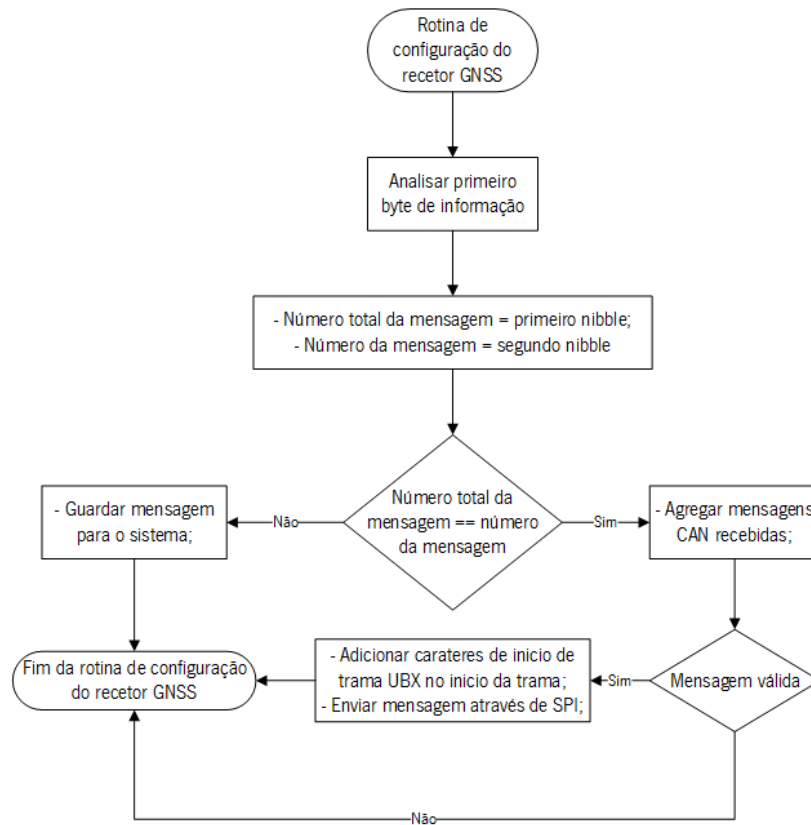 Rotina de
configuração do
recetor GNSS
Analisar primeiro
byte de informação
- Número total da mensagem = primeiro nibble;
- Número da mensagem = segundo nibble
Número total da
mensagem == número
da mensagem
Não
Sim
- Guardar mensagem
para o sistema;
- Agregar mensagens
CAN recebidas;
Fim da rotina de configuração
do recetor GNSS
- Adicionar carateres de inicio de
trama UBX no inicio da trama;
- Enviar mensagem através de SPI;
Sim
Mensagem válida
Não